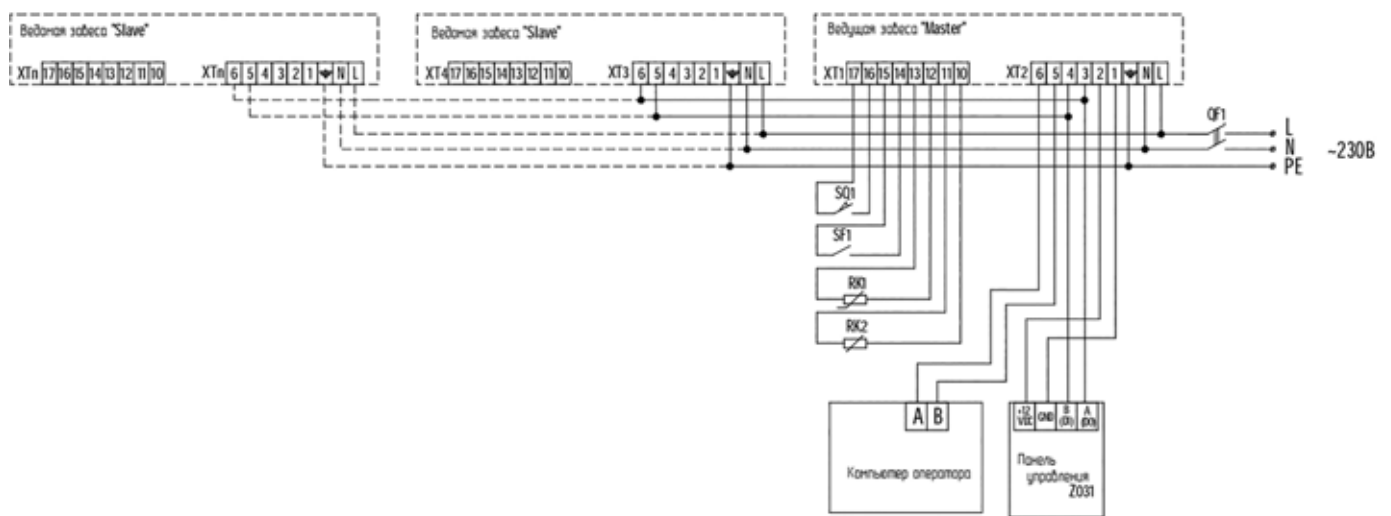 Ведомая завеса "Slave"
Ведомая завеса "Slave"
Ведущая завеса "Master"
XTn 17 16 15 14 13 12 11 10
XTn 6 5 4 3 2 1 N L
XT4 17 16 15 14 13 12 11 10
XT3 6 5 4 3 2 1 N L
XT1 17 16 15 14 13 12 11 10
XT2 6 5 4 3 2 1 N L
QF1
L
N
PE
~230В
SQ1
SF1
RK1
RK2
A B
+12 VDC
GND
B (D1)
A (D0)
Компьютер оператора
Панель
управления
Z031